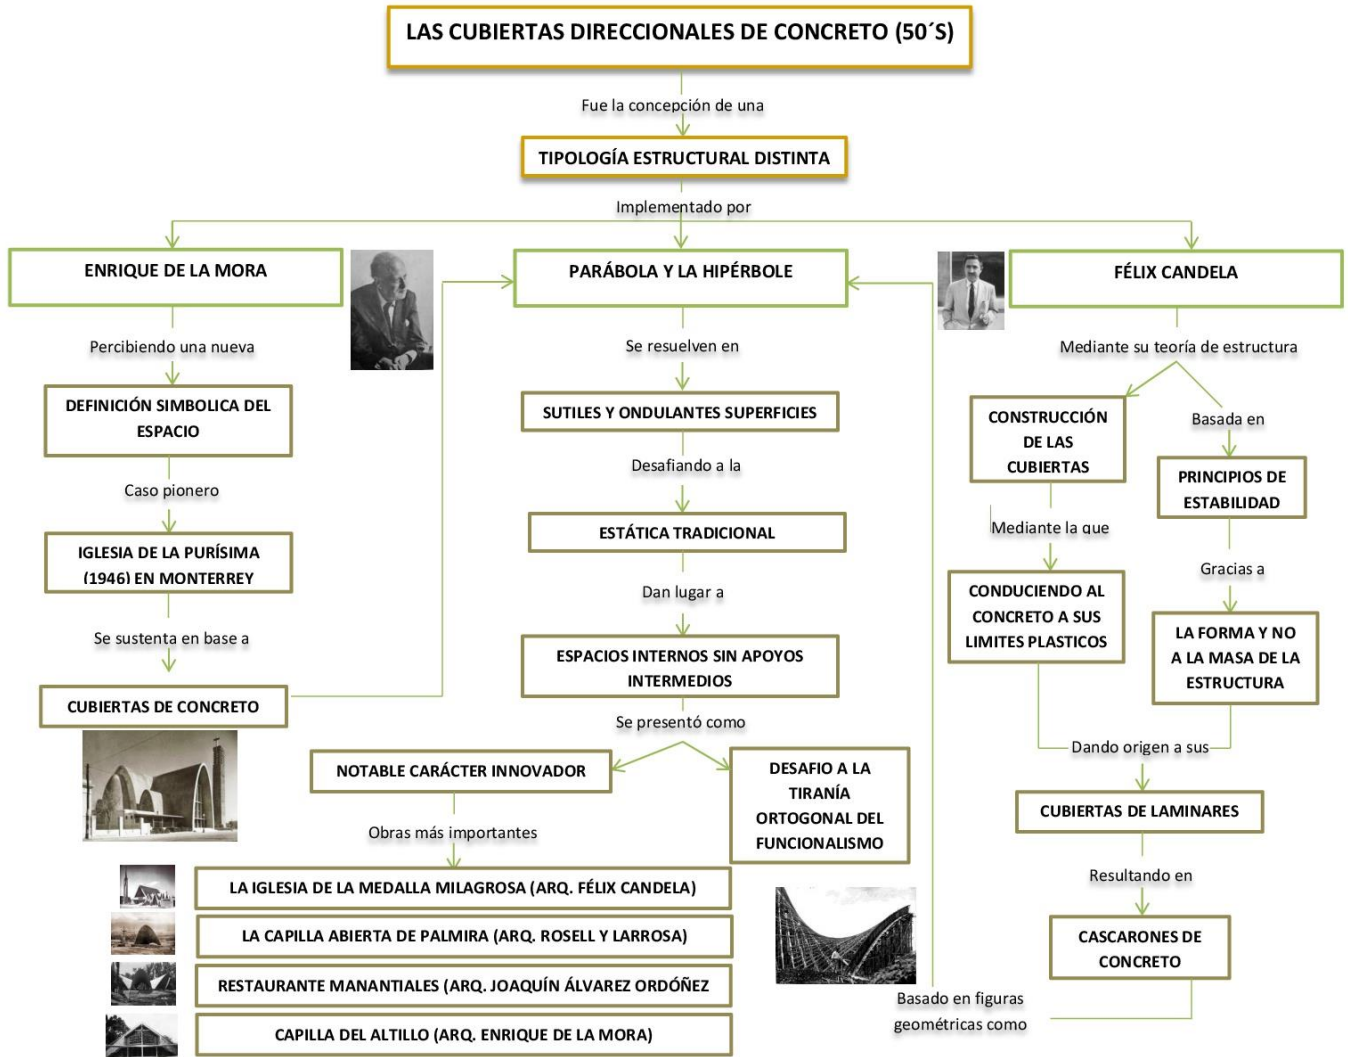 LAS CUBIERTAS DIRECCIONALES DE CONCRETO (50´S)
Fue la concepción de una
TIPOLOGÍA ESTRUCTURAL DISTINTA
Implementado por
ENRIQUE DE LA MORA
Percibiendo una nueva
DEFINICIÓN SIMBOLICA DEL
ESPACIO
Caso pionero
IGLESIA DE LA PURÍSIMA
(1946) EN MONTERREY
Se sustenta en base a
CUBIERTAS DE CONCRETO
PARÁBOLA Y LA HIPÉRBOLE
Se resuelven en
SUTILES Y ONDULANTES SUPERFICIES
Desafiando a la
ESTÁTICA TRADICIONAL
Dan lugar a
ESPACIOS INTERNOS SIN APOYOS
INTERMEDIOS
Se presentó como
NOTABLE CARÁCTER INNOVADOR
Obras más importantes
LA IGLESIA DE LA MEDALLA MILAGROSA (ARQ. FÉLIX CANDELA)
LA CAPILLA ABIERTA DE PALMIRA (ARQ. ROSELL Y LARROSA)
RESTAURANTE MANANTIALES (ARQ. JOAQUÍN ÁLVAREZ ORDÓÑEZ
CAPILLA DEL ALTILLO (ARQ. ENRIQUE DE LA MORA)
DESAFIO A LA
TIRANÍA
ORTOGONAL DEL
FUNCIONALISMO
FÉLIX CANDELA
Mediante su teoría de estructura
CONSTRUCCIÓN
DE LAS
CUBIERTAS
Mediante la que
CONDUCIENDO AL
CONCRETO A SUS
LIMITES PLASTICOS
Basada en
PRINCIPIOS DE
ESTABILIDAD
Gracias a
LA FORMA Y NO
A LA MASA DE LA
ESTRUCTURA
Dando origen a sus
CUBIERTAS DE LAMINARES
Resultando en
CASCARONES DE
CONCRETO
Basado en figuras
geométricas como